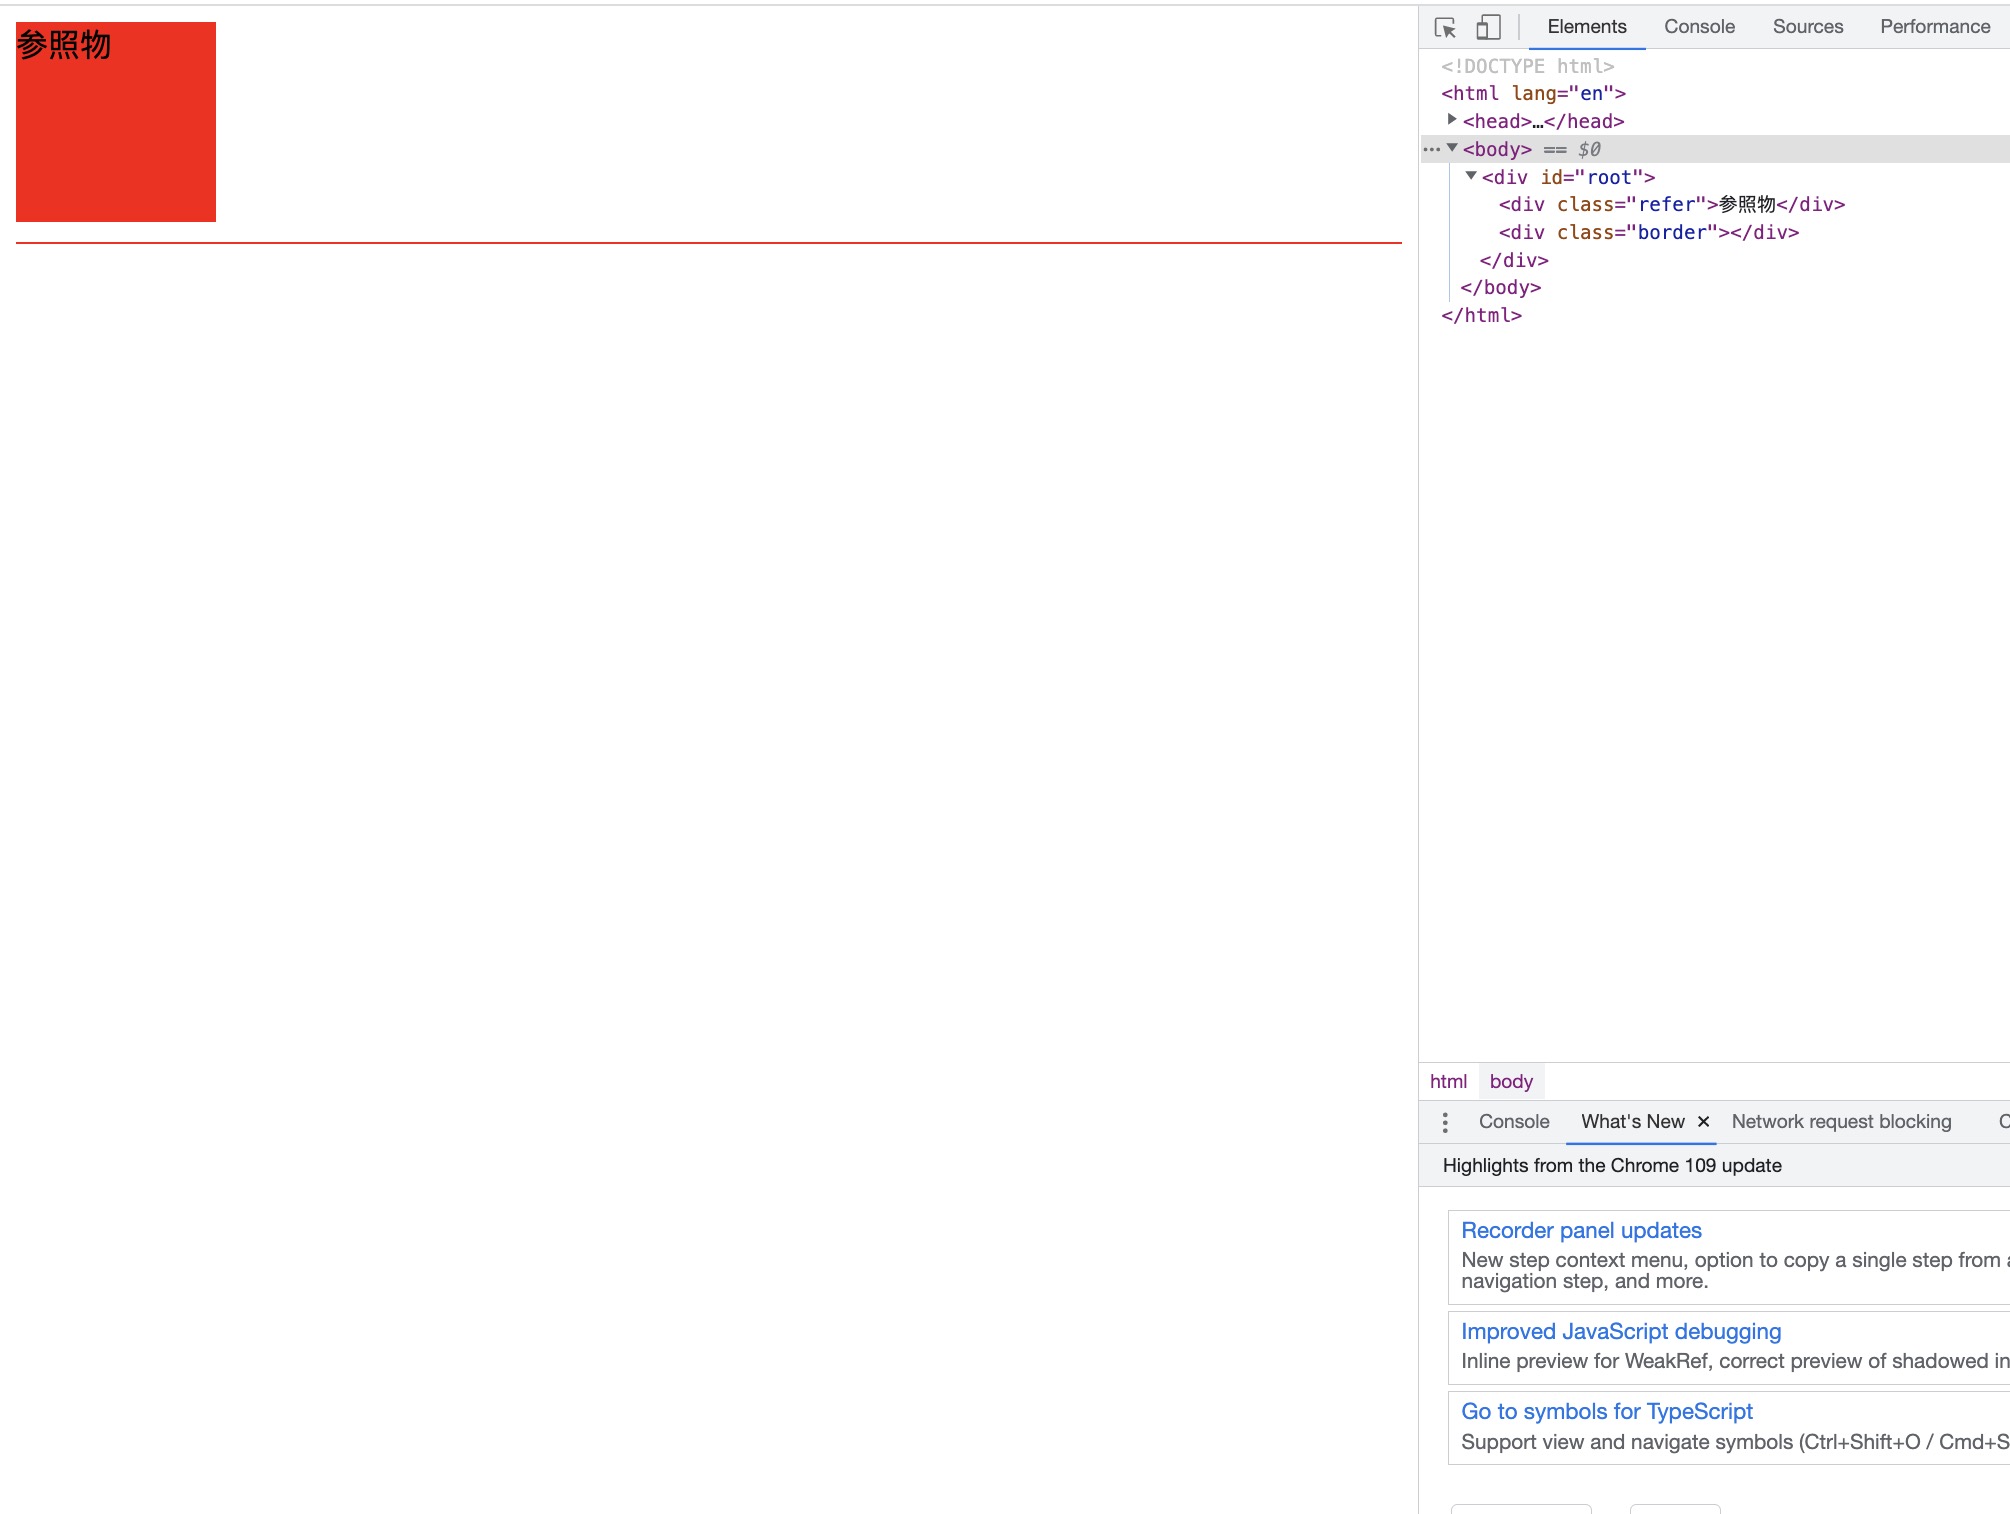 参照物
Elements Console Sources Performance
<!DOCTYPE html>
<html lang="en">
<head>…</head>
<body> == $0
<div id="root">
<div class="refer">参照物</div>
<div class="border"></div>
</div>
</body>
</html>
html body
Console What's New × Network request blocking
Highlights from the Chrome 109 update
Recorder panel updates
New step context menu, option to copy a single step from
navigation step, and more.
Improved JavaScript debugging
Inline preview for WeakRef, correct preview of shadowed
Go to symbols for TypeScript
Support view and navigate symbols (Ctrl+Shift+O /